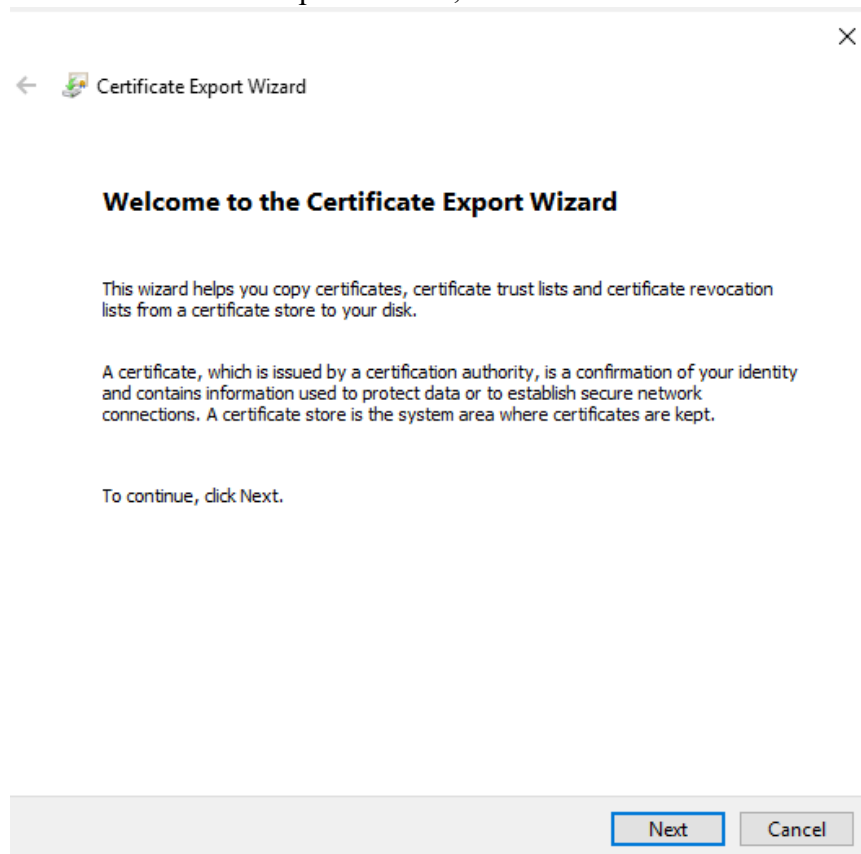 Certificate Export Wizard
Welcome to the Certificate Export Wizard
This wizard helps you copy certificates, certificate trust lists and certificate revocation
lists from a certificate store to your disk.
A certificate, which is issued by a certification authority, is a confirmation of your identity
and contains information used to protect data or to establish secure network
connections. A certificate store is the system area where certificates are kept.
To continue, click Next.
Next Cancel